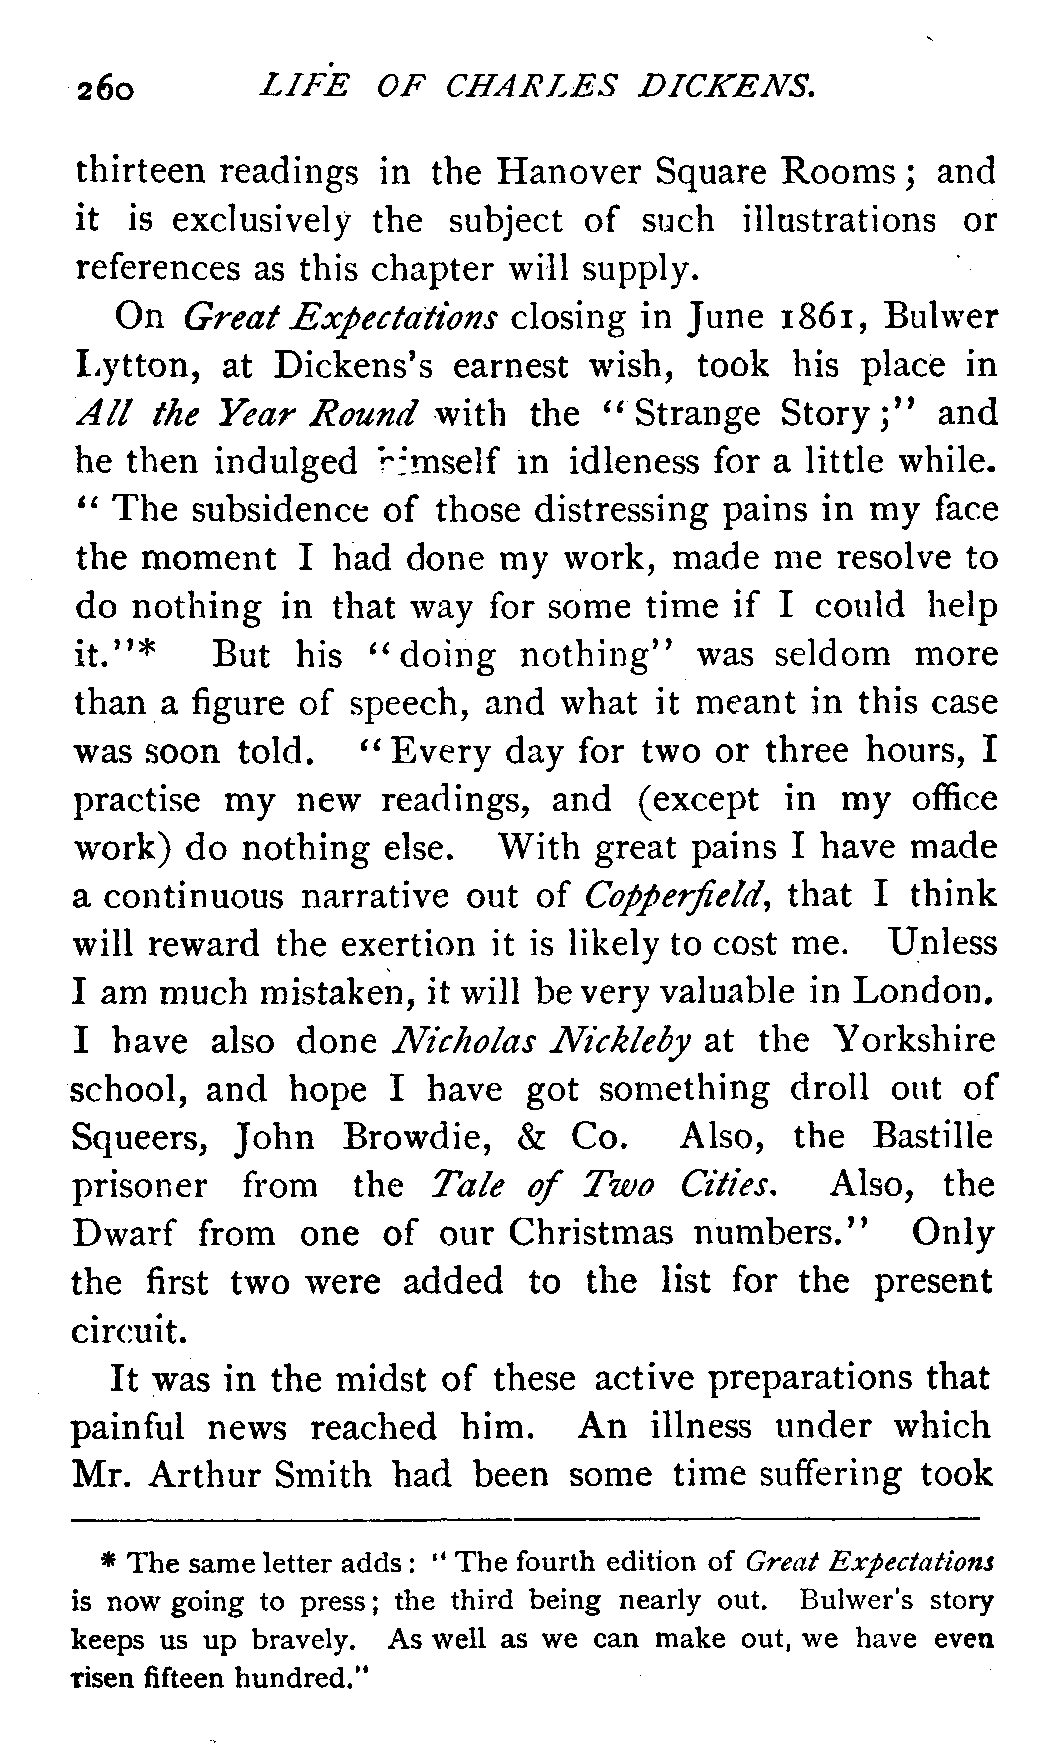 260 LIFE OF CHARLES DICKENS.
thirteen readings in the Hanover Square Rooms; and
it is exclusively the subject of such illustrations or
references as this chapter will supply.
On Great Expectations closing in June 1861, Bulwer
Lytton, at Dickens's earnest wish, took his place in
All the Year Round with the "Strange Story;" and
he then indulged himself in idleness for a little while.
"The subsidence of those distressing pains in my face
the moment I had done my work, made me resolve to
do nothing in that way for some time if I could help
it."* But his "doing nothing" was seldom more
than a figure of speech, and what it meant in this case
was soon told. "Every day for two or three hours, I
practise my new readings, and (except in my office
work) do nothing else. With great pains I have made
a continuous narrative out of Copperfield, that I think
will reward the exertion it is likely to cost me. Unless
I am much mistaken, it will be very valuable in London.
I have also done Nicholas Nickleby at the Yorkshire
school, and hope I have got something droll out of
Squeers, John Browdie, & Co. Also, the Bastille
prisoner from the Tale of Two Cities. Also, the
Dwarf from one of our Christmas numbers." Only
the first two were added to the list for the present
circuit.
It was in the midst of these active preparations that
painful news reached him. An illness under which
Mr. Arthur Smith had been some time suffering took
* The same letter adds: "The fourth edition of Great Expectations
is now going to press; the third being nearly out. Bulwer's story
keeps us up bravely. As well as we can make out, we have even
risen fifteen hundred."